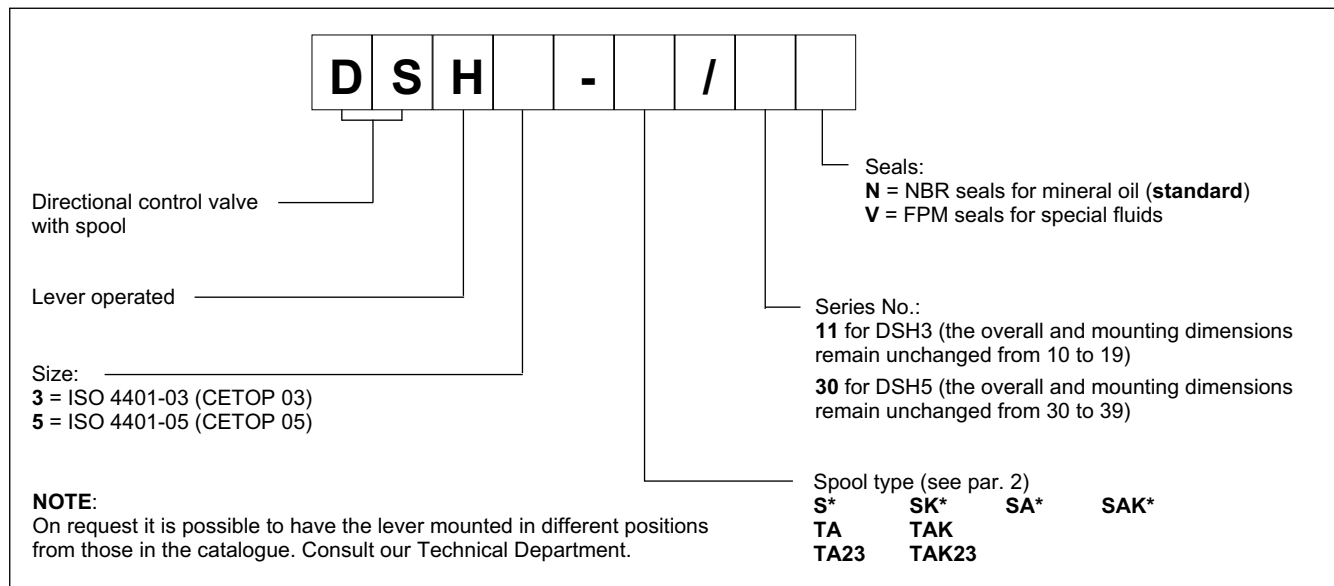 D S H - /
Directional control valve
with spool
Lever operated
Size:
3 = ISO 4401-03 (CETOP 03)
5 = ISO 4401-05 (CETOP 05)
NOTE:
On request it is possible to have the lever mounted in different positions
from those in the catalogue. Consult our Technical Department.
Seals:
N = NBR seals for mineral oil (standard)
V = FPM seals for special fluids
Series No.:
11 for DSH3 (the overall and mounting dimensions
remain unchanged from 10 to 19)
30 for DSH5 (the overall and mounting dimensions
remain unchanged from 30 to 39)
Spool type (see par. 2)
S* SK* SA* SAK*
TA TAK
TA23 TAK23